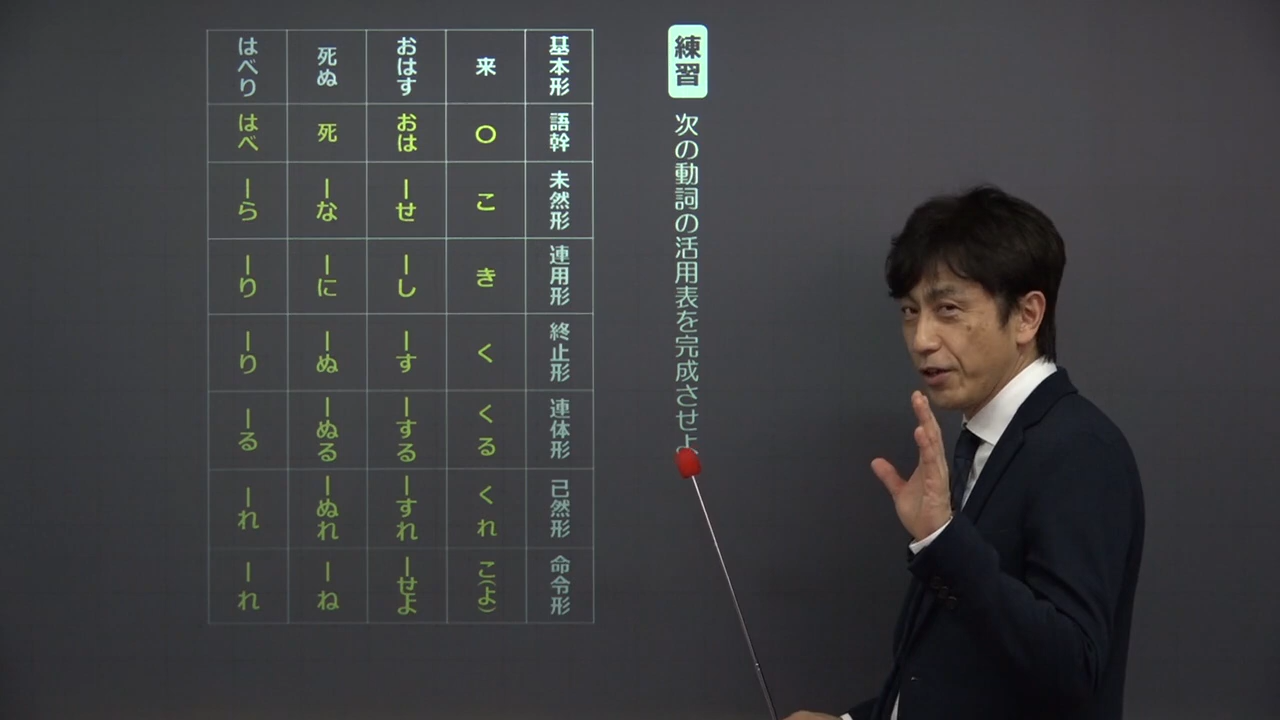 練習
次の動詞の活用表を完成させよ
基本形 語幹 未然形 連用形 終止形 連体形 已然形 命令形
来 〇 こ き く くる くれ こ(よ)
おはす おは ーせ ーし ーす ーする ーすれ ーせよ
死ぬ 死 ーな ーに ーぬ ーぬる ーぬれ ーね
はべり はべ ーら ーり ーり ーる ーれ ーれ